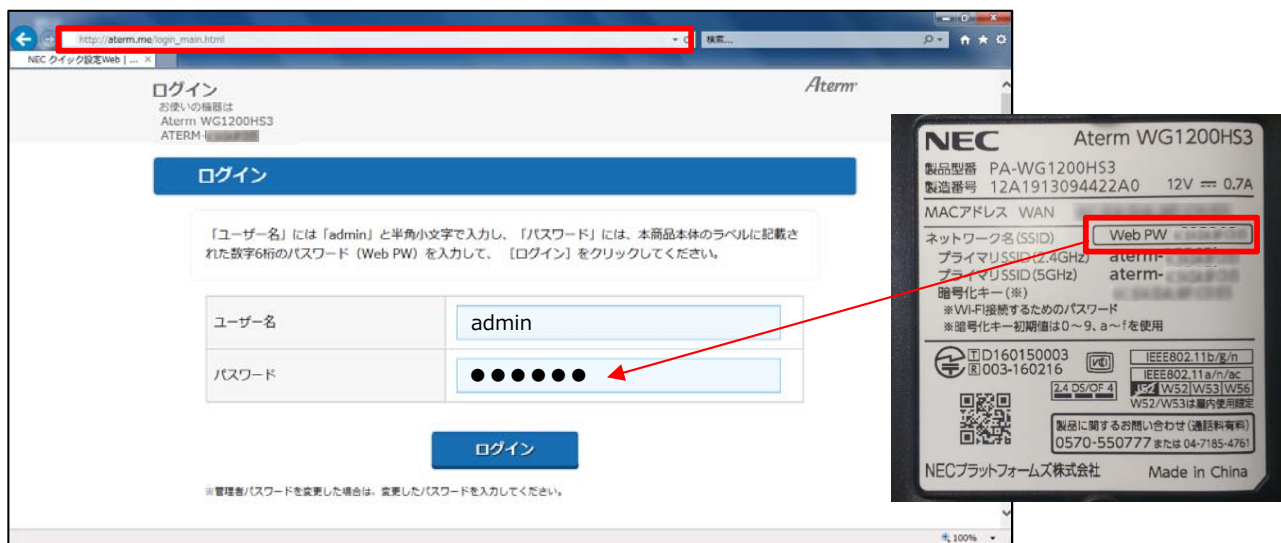 http://aterm.me/login_main.html
検索...
NEC クイック設定Web | ...
ログイン
お使いの機器は
Aterm WG1200HS3
ATERM-
Aterm
ログイン
「ユーザー名」には「admin」と半角小文字で入力し、「パスワード」には、本商品本体のラベルに記載さ
れた数字6桁のパスワード（Web PW）を入力して、［ログイン］をクリックしてください。
ユーザー名
admin
パスワード
●●●●●●
ログイン
※管理者パスワードを変更した場合は、変更したパスワードを入力してください。
100%
NEC Aterm WG1200HS3
製品型番 PA-WG1200HS3
製造番号 12A1913094422A0 12V 0.7A
MACアドレス WAN
ネットワーク名(SSID) Web PW
プライマリSSID(2.4GHz) aterm-
プライマリSSID(5GHz) aterm-
暗号化キー(※)
※Wi-Fi接続するためのパスワード
※暗号化キー初期値は0～9、a～fを使用
T D160150003
R 003-160216
VCI
IEEE802.11b/g/n
IEEE802.11a/n/ac
2.4 DS/OF 4
J52 W52 W53 W56
W52/W53は屋内使用限定
製品に関するお問い合わせ(通話料有料)
0570-550777 または 04-7185-4761
NECプラットフォームズ株式会社 Made in China